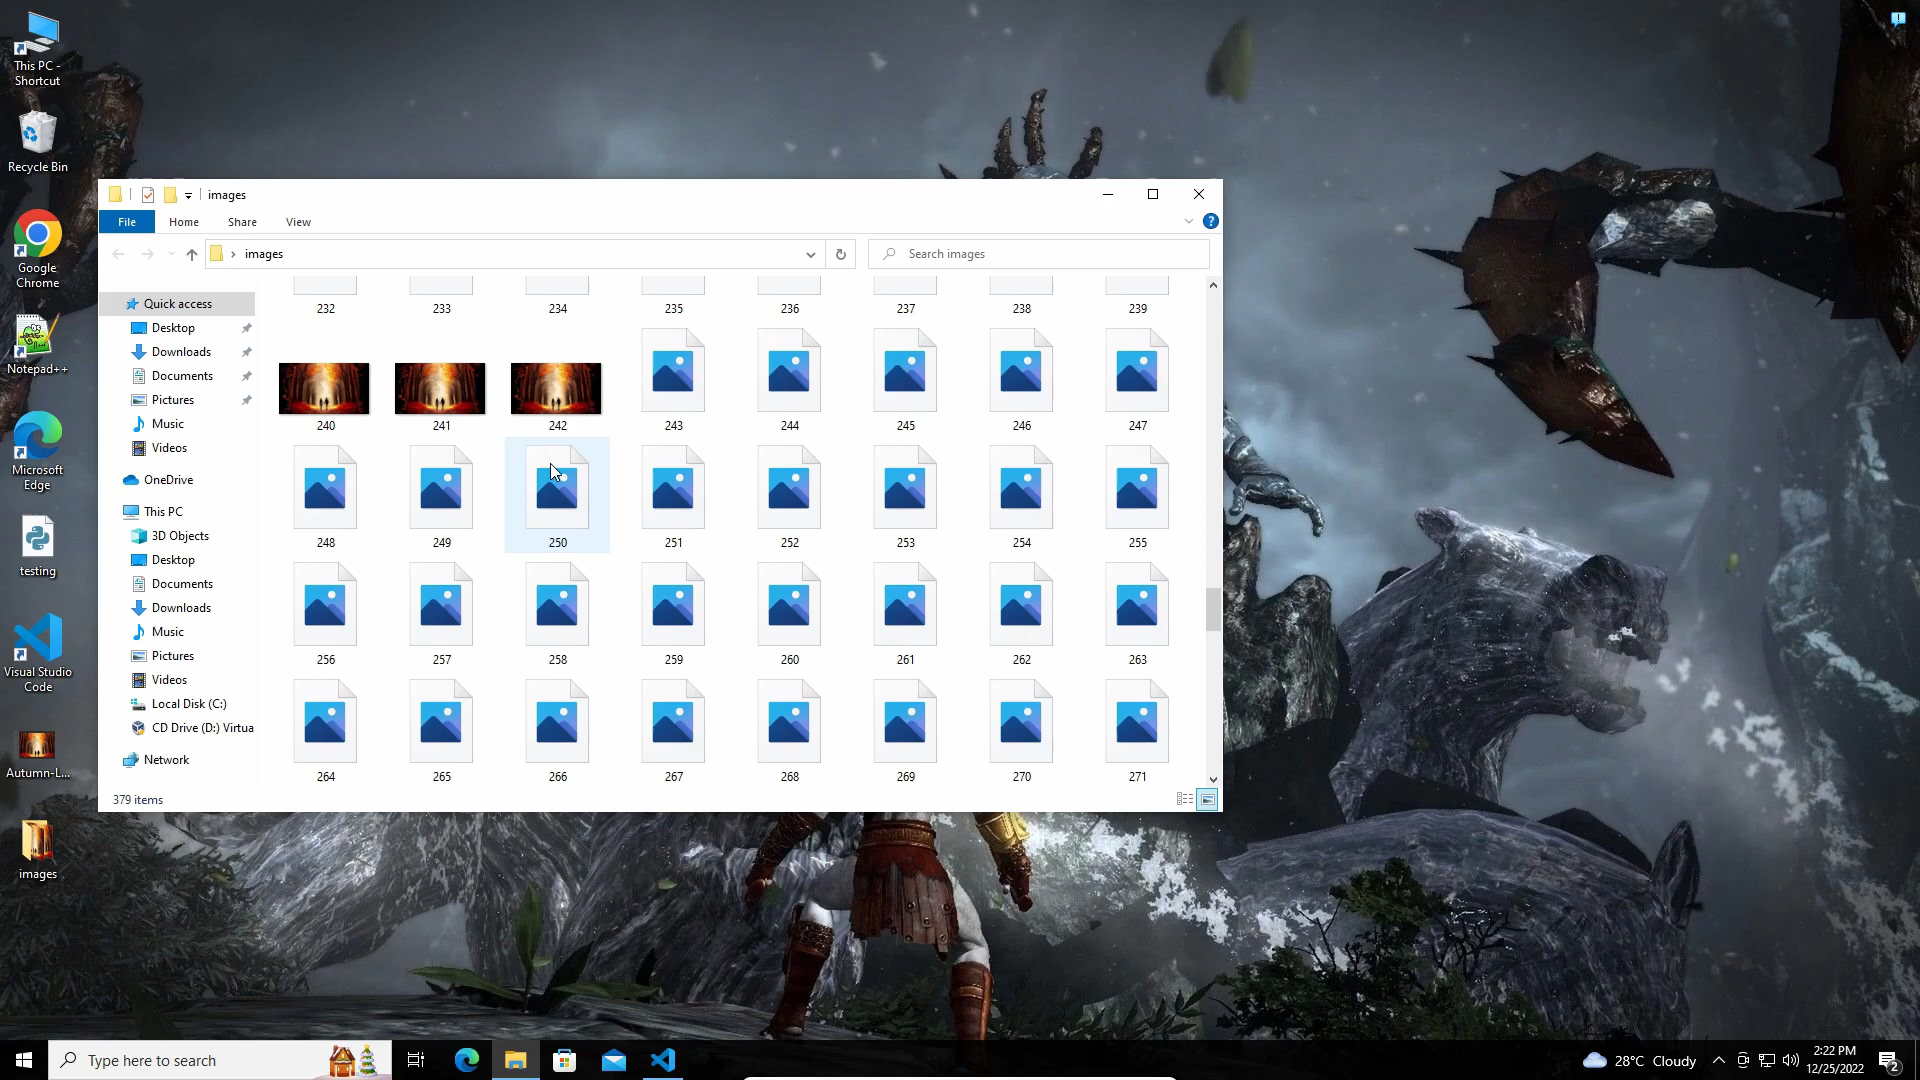 This PC -
Shortcut
Recycle Bin
Google
Chrome
Notepad++
Microsoft
Edge
testing
Visual Studio
Code
Autumn-L...
images
images
File Home Share View
images
Search images
Quick access
Desktop
Downloads
Documents
Pictures
Music
Videos
OneDrive
This PC
3D Objects
Desktop
Documents
Downloads
Music
Pictures
Videos
Local Disk (C:)
CD Drive (D:) Virtua
Network
232 233 234 235 236 237 238 239
240 241 242 243 244 245 246 247
248 249 250 251 252 253 254 255
256 257 258 259 260 261 262 263
264 265 266 267 268 269 270 271
379 items
Type here to search
28°C Cloudy
2:22 PM
12/25/2022
2